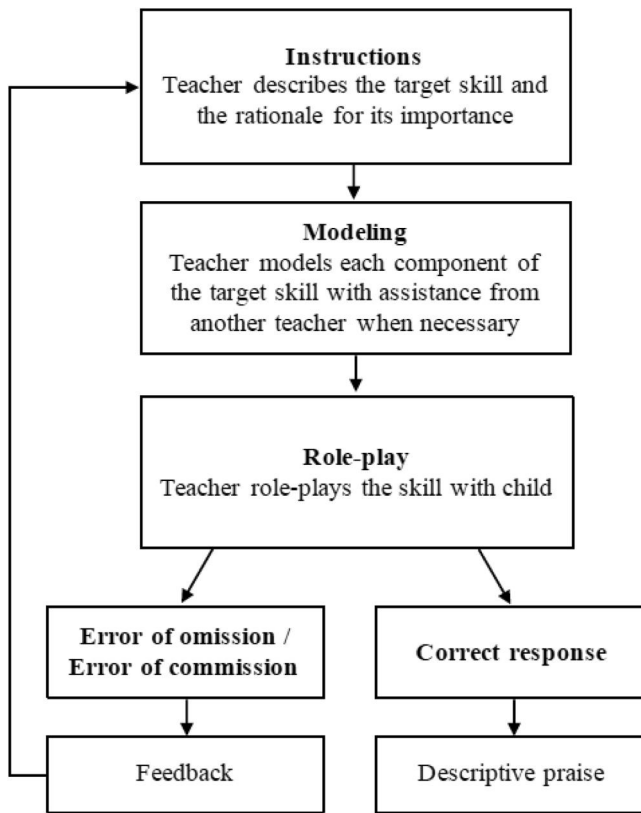 Instructions
Teacher describes the target skill and
the rationale for its importance
Modeling
Teacher models each component of
the target skill with assistance from
another teacher when necessary
Role-play
Teacher role-plays the skill with child
Error of omission /
Error of commission
Correct response
Feedback
Descriptive praise